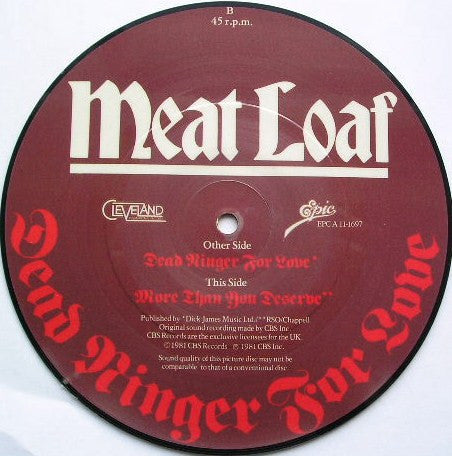 B
45 r.p.m.
Meat Loaf
CLEVELAND
Epic
EPC A 11-1697
Other Side
Dead Ringer For Love*
This Side
More Than You Deserve**
Published by *Dick James Music Ltd./**RSO/Chappell
Original sound recording made by CBS Inc.
CBS Records are the exclusive licensees for the UK
© 1981 CBS Records ℗ 1981 CBS Inc.
Sound quality of this picture disc may not be
comparable to that of a conventional disc
Dead Ringer For Love